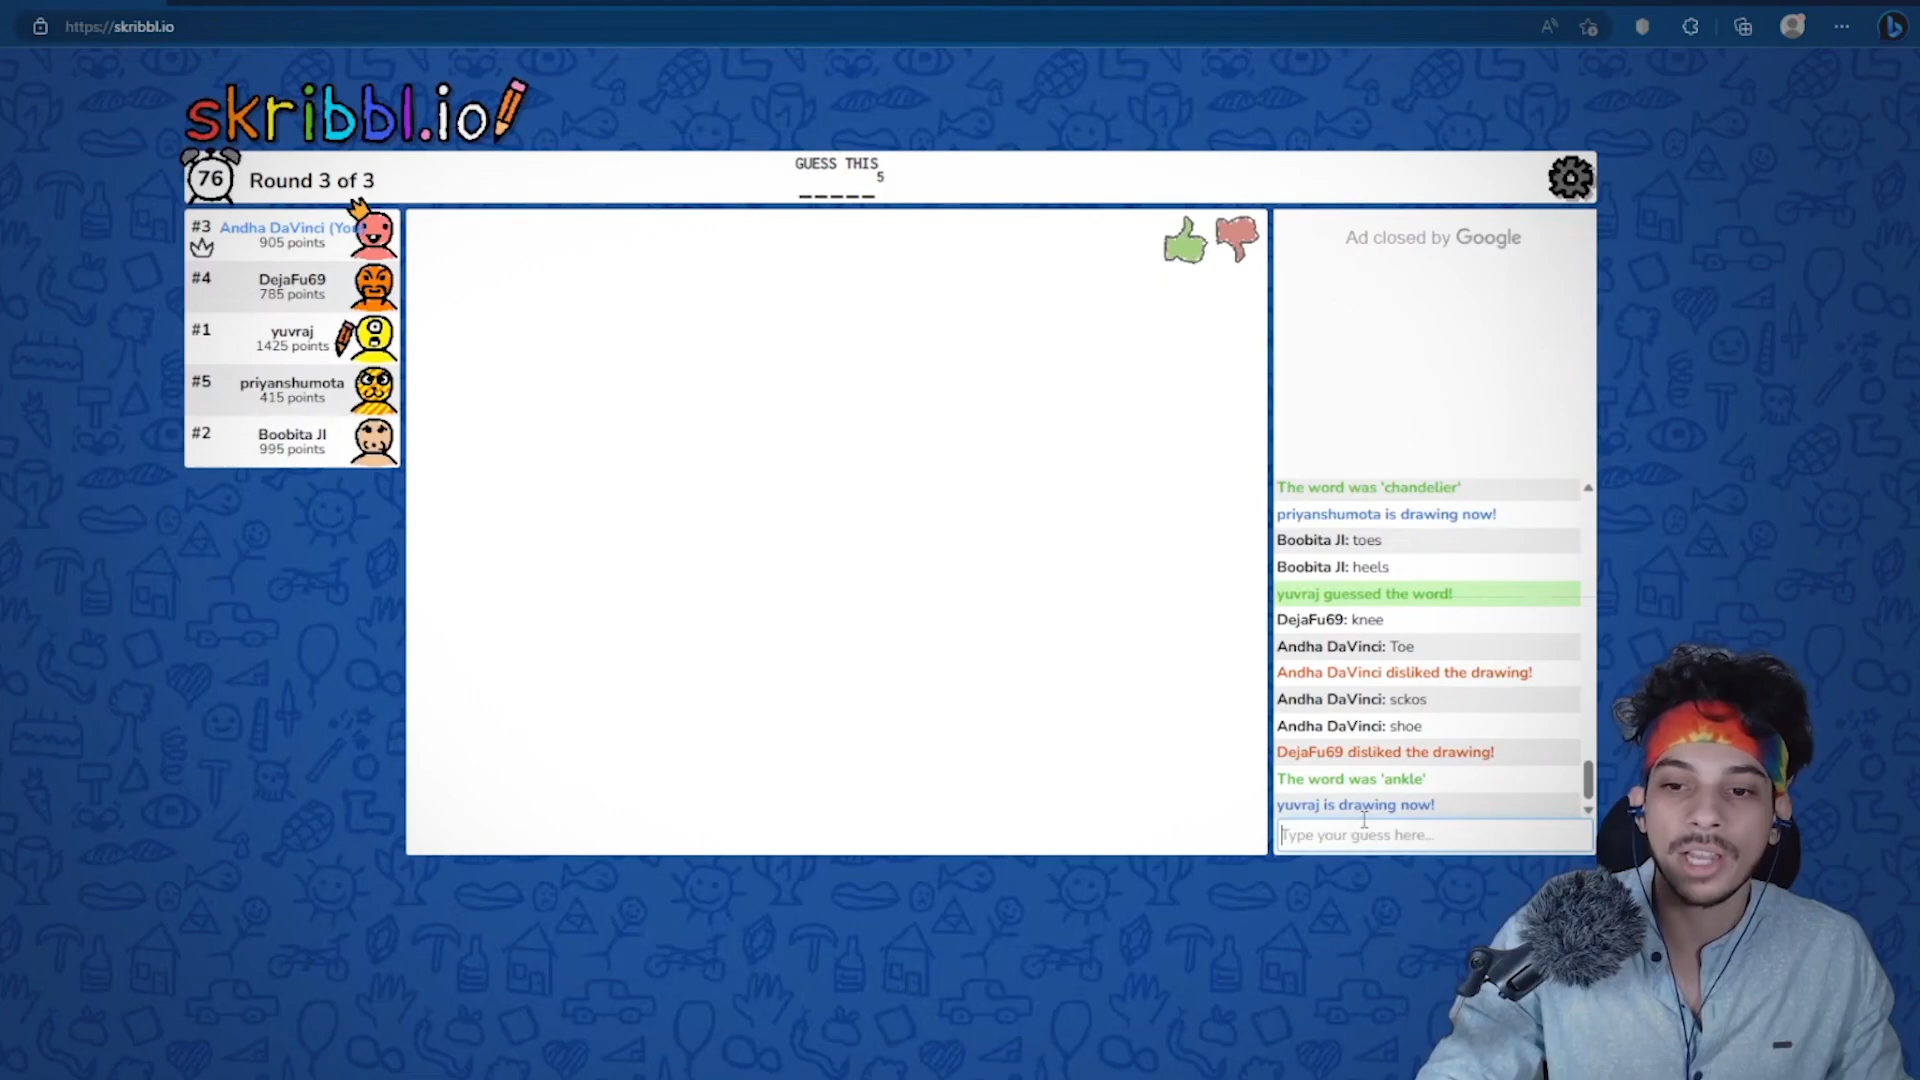 https://skribbl.io
skribbl.io
76
Round 3 of 3
GUESS THIS
5
_____
#3
Andha DaVinci (Yo
905 points
#4
DejaFu69
785 points
#1
yuvraj
1425 points
#5
priyanshumota
415 points
#2
Boobita JI
995 points
Ad closed by Google
The word was 'chandelier'
priyanshumota is drawing now!
Boobita JI: toes
Boobita JI: heels
yuvraj guessed the word!
DejaFu69: knee
Andha DaVinci: Toe
Andha DaVinci disliked the drawing!
Andha DaVinci: sckos
Andha DaVinci: shoe
DejaFu69 disliked the drawing!
The word was 'ankle'
yuvraj is drawing now!
Type your guess here...